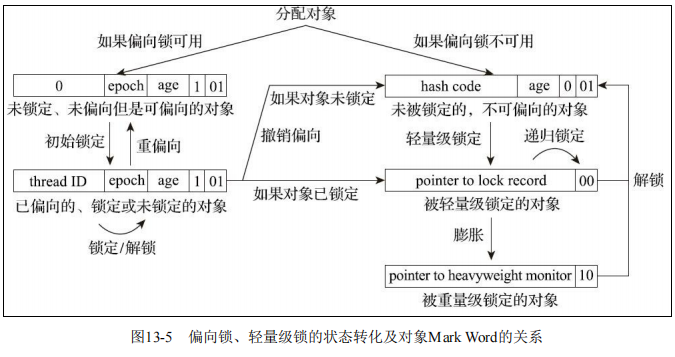 分配对象
如果偏向锁可用
如果偏向锁不可用
0 epoch age 1 01
未锁定、未偏向但是可偏向的对象
hash code age 0 01
未被锁定的，不可偏向的对象
如果对象未锁定
初始锁定
重偏向
撤销偏向
轻量级锁定
递归锁定
thread ID epoch age 1 01
已偏向的、锁定或未锁定的对象
如果对象已锁定
pointer to lock record 00
被轻量级锁定的对象
解锁
锁定/解锁
膨胀
pointer to heavyweight monitor 10
被重量级锁定的对象
图13-5 偏向锁、轻量级锁的状态转化及对象Mark Word的关系